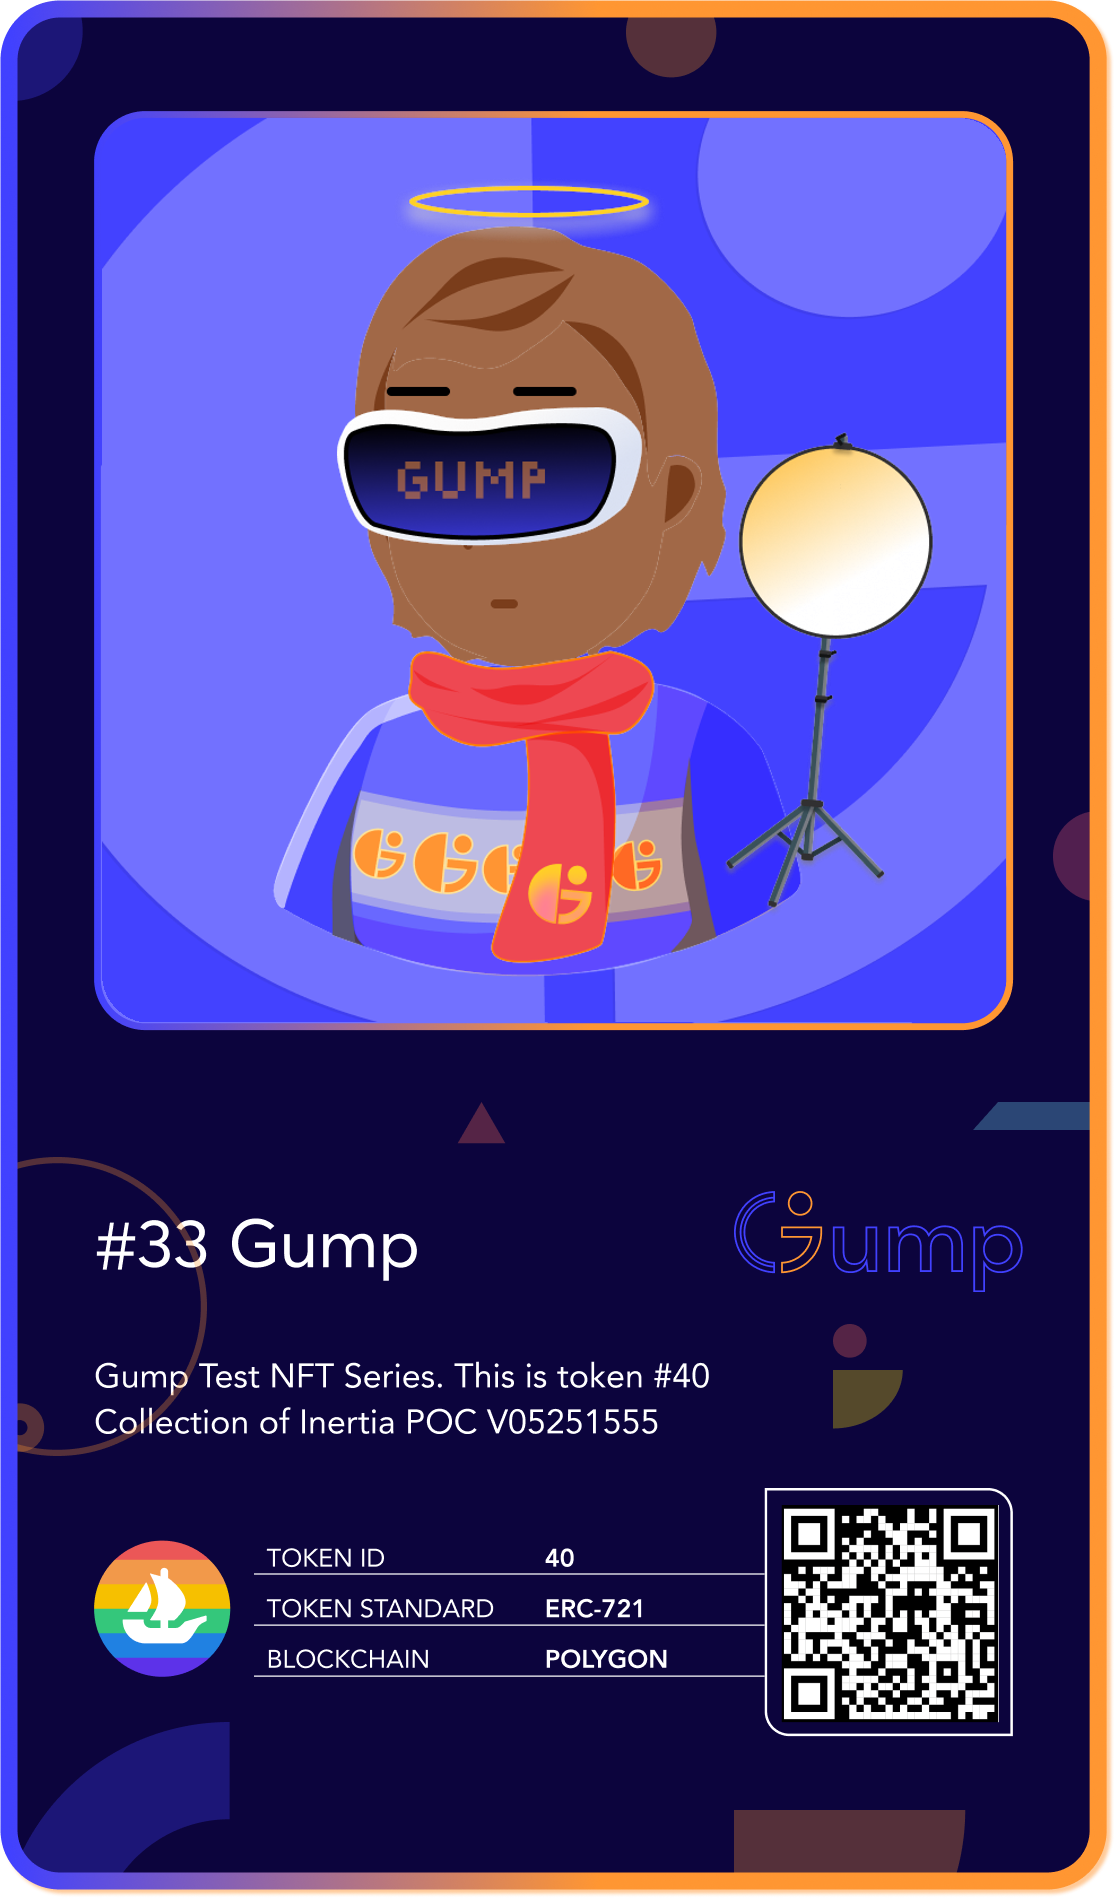 GUMP
#33 Gump
Gump
Gump Test NFT Series. This is token #40
Collection of Inertia POC V05251555
TOKEN ID 40
TOKEN STANDARD ERC-721
BLOCKCHAIN POLYGON